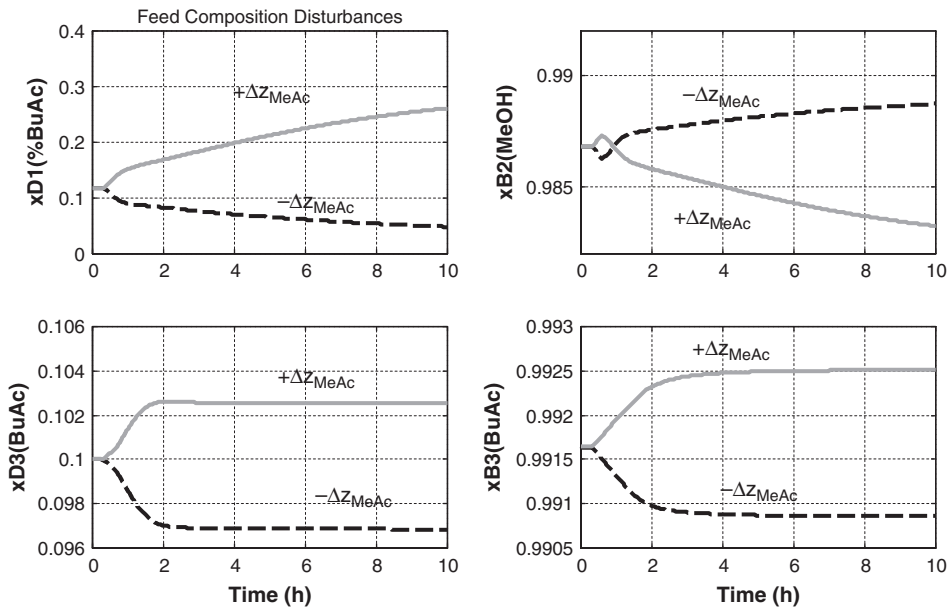 Feed Composition Disturbances
xD1(%BuAc)
0.4
0.3
0.2
0.1
0
+ΔzMeAc
−ΔzMeAc
0 2 4 6 8 10
xB2(MeOH)
0.99
0.985
−ΔzMeAc
+ΔzMeAc
0 2 4 6 8 10
xD3(BuAc)
0.106
0.104
0.102
0.1
0.098
0.096
+ΔzMeAc
−ΔzMeAc
0 2 4 6 8 10
Time (h)
xB3(BuAc)
0.993
0.9925
0.992
0.9915
0.991
0.9905
+ΔzMeAc
−ΔzMeAc
0 2 4 6 8 10
Time (h)